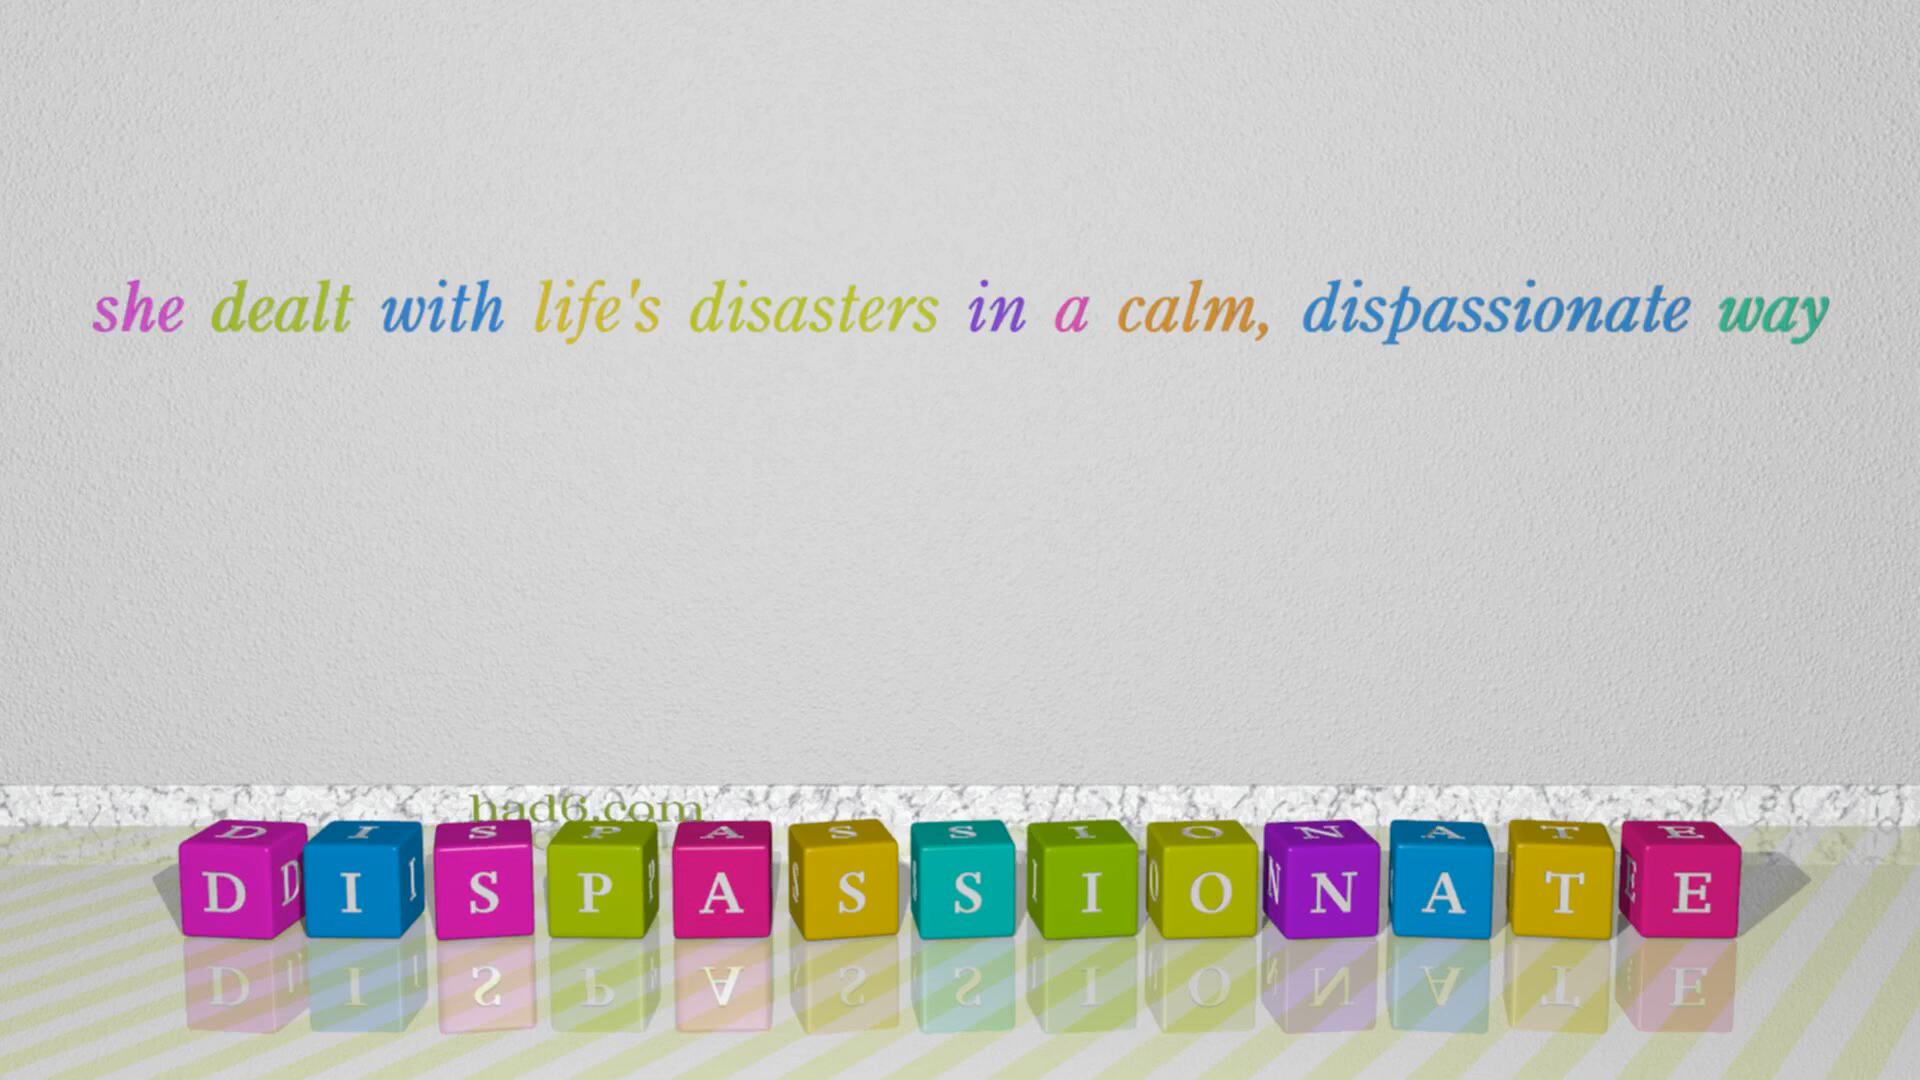 she dealt with life's disasters in a calm, dispassionate way
had6.com
DISPASSIONATE